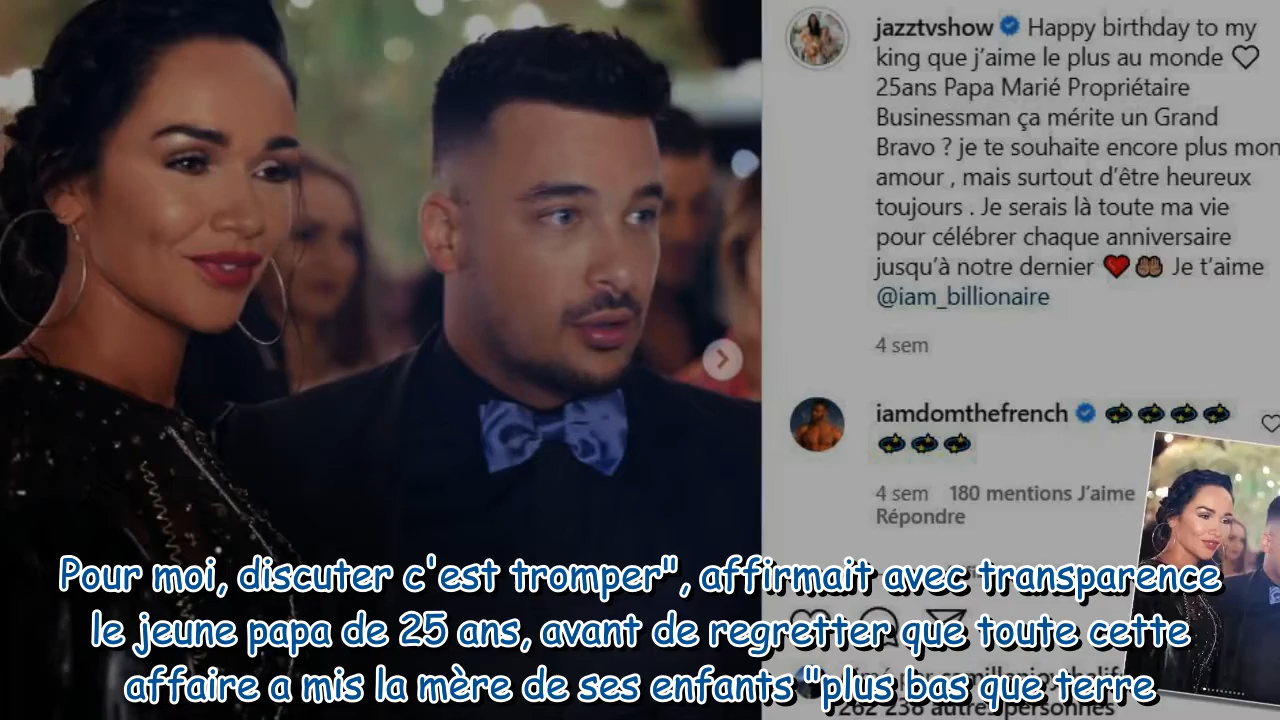 jazztvshow Happy birthday to my
king que j'aime le plus au monde
25ans Papa Marié Propriétaire
Businessman ça mérite un Grand
Bravo ? je te souhaite encore plus mon
amour , mais surtout d'être heureux
toujours . Je serais là toute ma vie
pour célébrer chaque anniversaire
jusqu'à notre dernier Je t'aime
@iam_billionaire
4 sem
iamdomthefrench
4 sem 180 mentions J'aime
Répondre
Pour moi, discuter c'est tromper", affirmait avec transparence
le jeune papa de 25 ans, avant de regretter que toute cette
affaire a mis la mère de ses enfants "plus bas que terre
autres personnes